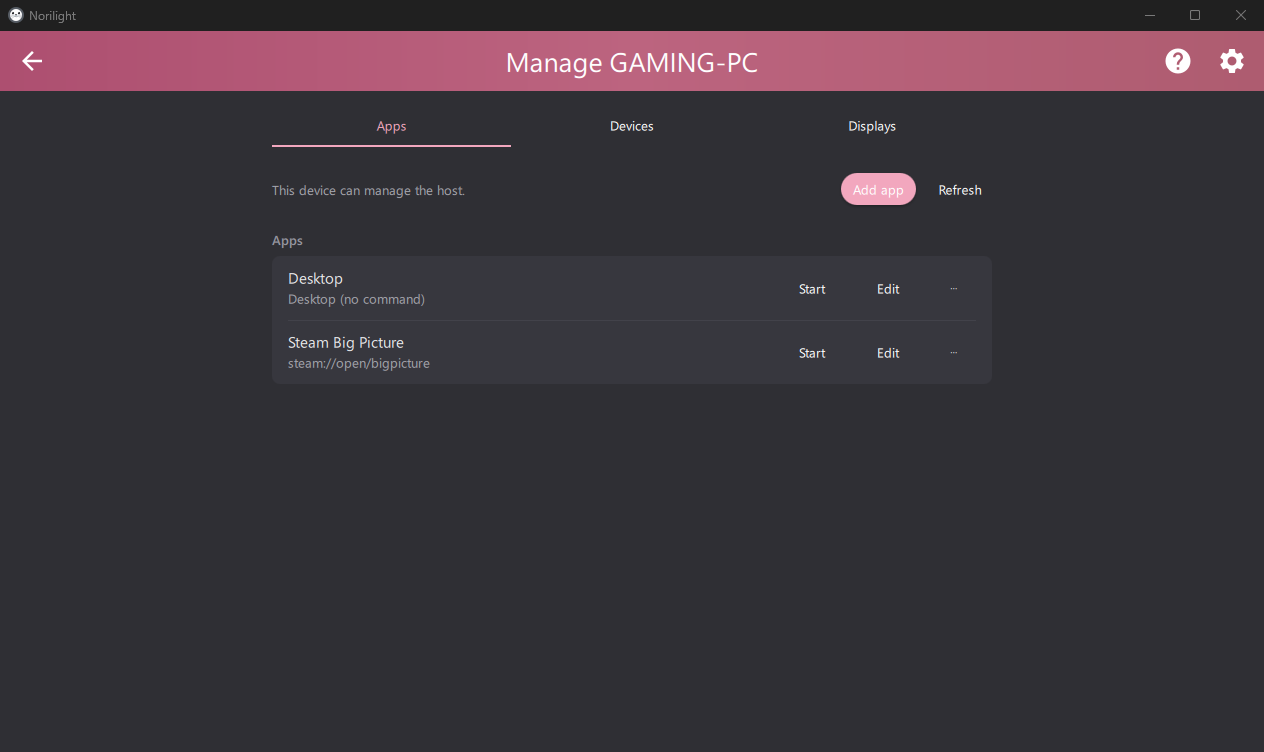 Norilight
Manage GAMING-PC
Apps
Devices
Displays
This device can manage the host.
Add app
Refresh
Apps
Desktop
Desktop (no command)
Start
Edit
...
Steam Big Picture
steam://open/bigpicture
Start
Edit
...